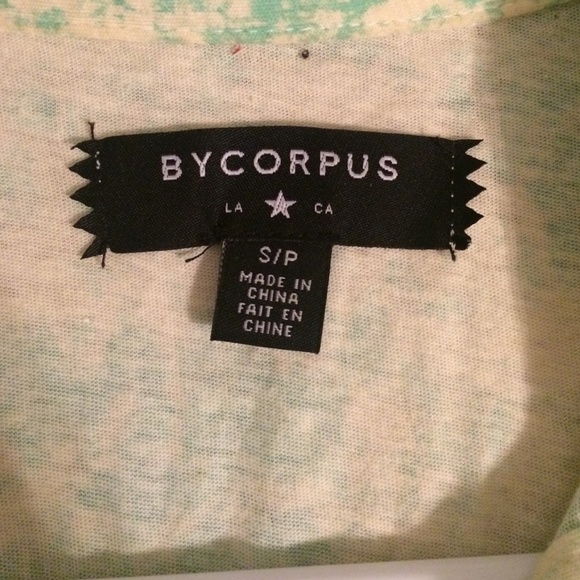 BYCORPUS
LA CA
S/P
MADE IN
CHINA
FAIT EN
CHINE